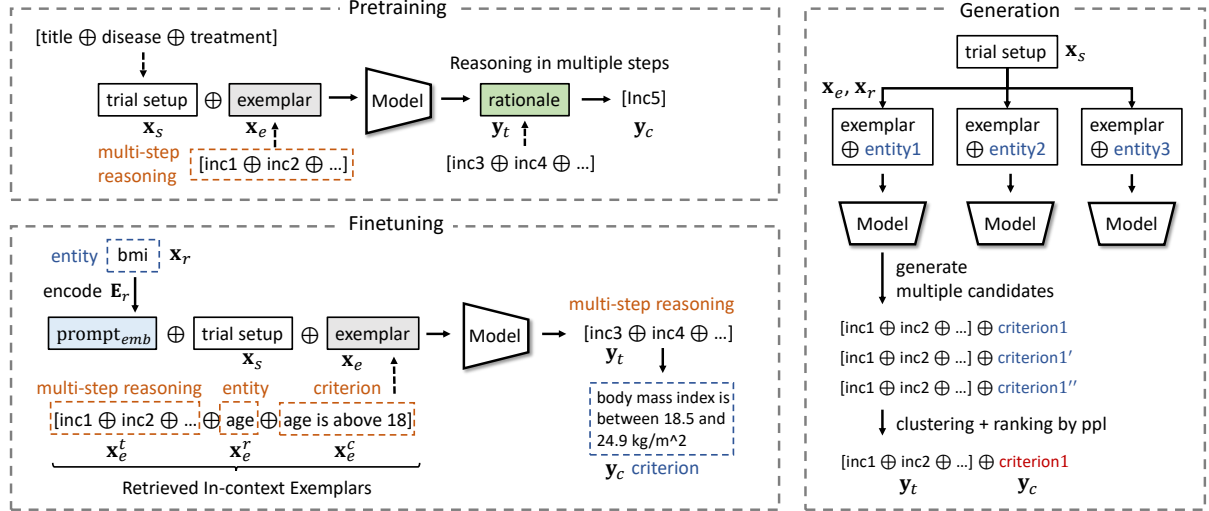 Pretraining
[title ⊕ disease ⊕ treatment]
trial setup ⊕ exemplar
x_s
x_e
Model
Reasoning in multiple steps
rationale
[Inc5]
y_t
y_c
multi-step
reasoning
[inc1 ⊕ inc2 ⊕ ...]
[inc3 ⊕ inc4 ⊕ ...]
Finetuning
entity
bmi
x_r
encode E_r
prompt_emb ⊕ trial setup ⊕ exemplar
x_s
x_e
Model
multi-step reasoning
[inc3 ⊕ inc4 ⊕ ...]
y_t
body mass index is
between 18.5 and
24.9 kg/m^2
y_c criterion
multi-step reasoning
entity
criterion
[inc1 ⊕ inc2 ⊕ ... ⊕ age ⊕ age is above 18]
x_e^t
x_e^r
x_e^c
Retrieved In-context Exemplars
Generation
trial setup
x_s
x_e, x_r
exemplar
⊕ entity1
exemplar
⊕ entity2
exemplar
⊕ entity3
Model
Model
Model
generate
multiple candidates
[inc1 ⊕ inc2 ⊕ ...] ⊕ criterion1
[inc1 ⊕ inc2 ⊕ ...] ⊕ criterion1′
[inc1 ⊕ inc2 ⊕ ...] ⊕ criterion1′′
clustering + ranking by ppl
[inc1 ⊕ inc2 ⊕ ...] ⊕ criterion1
y_t
y_c